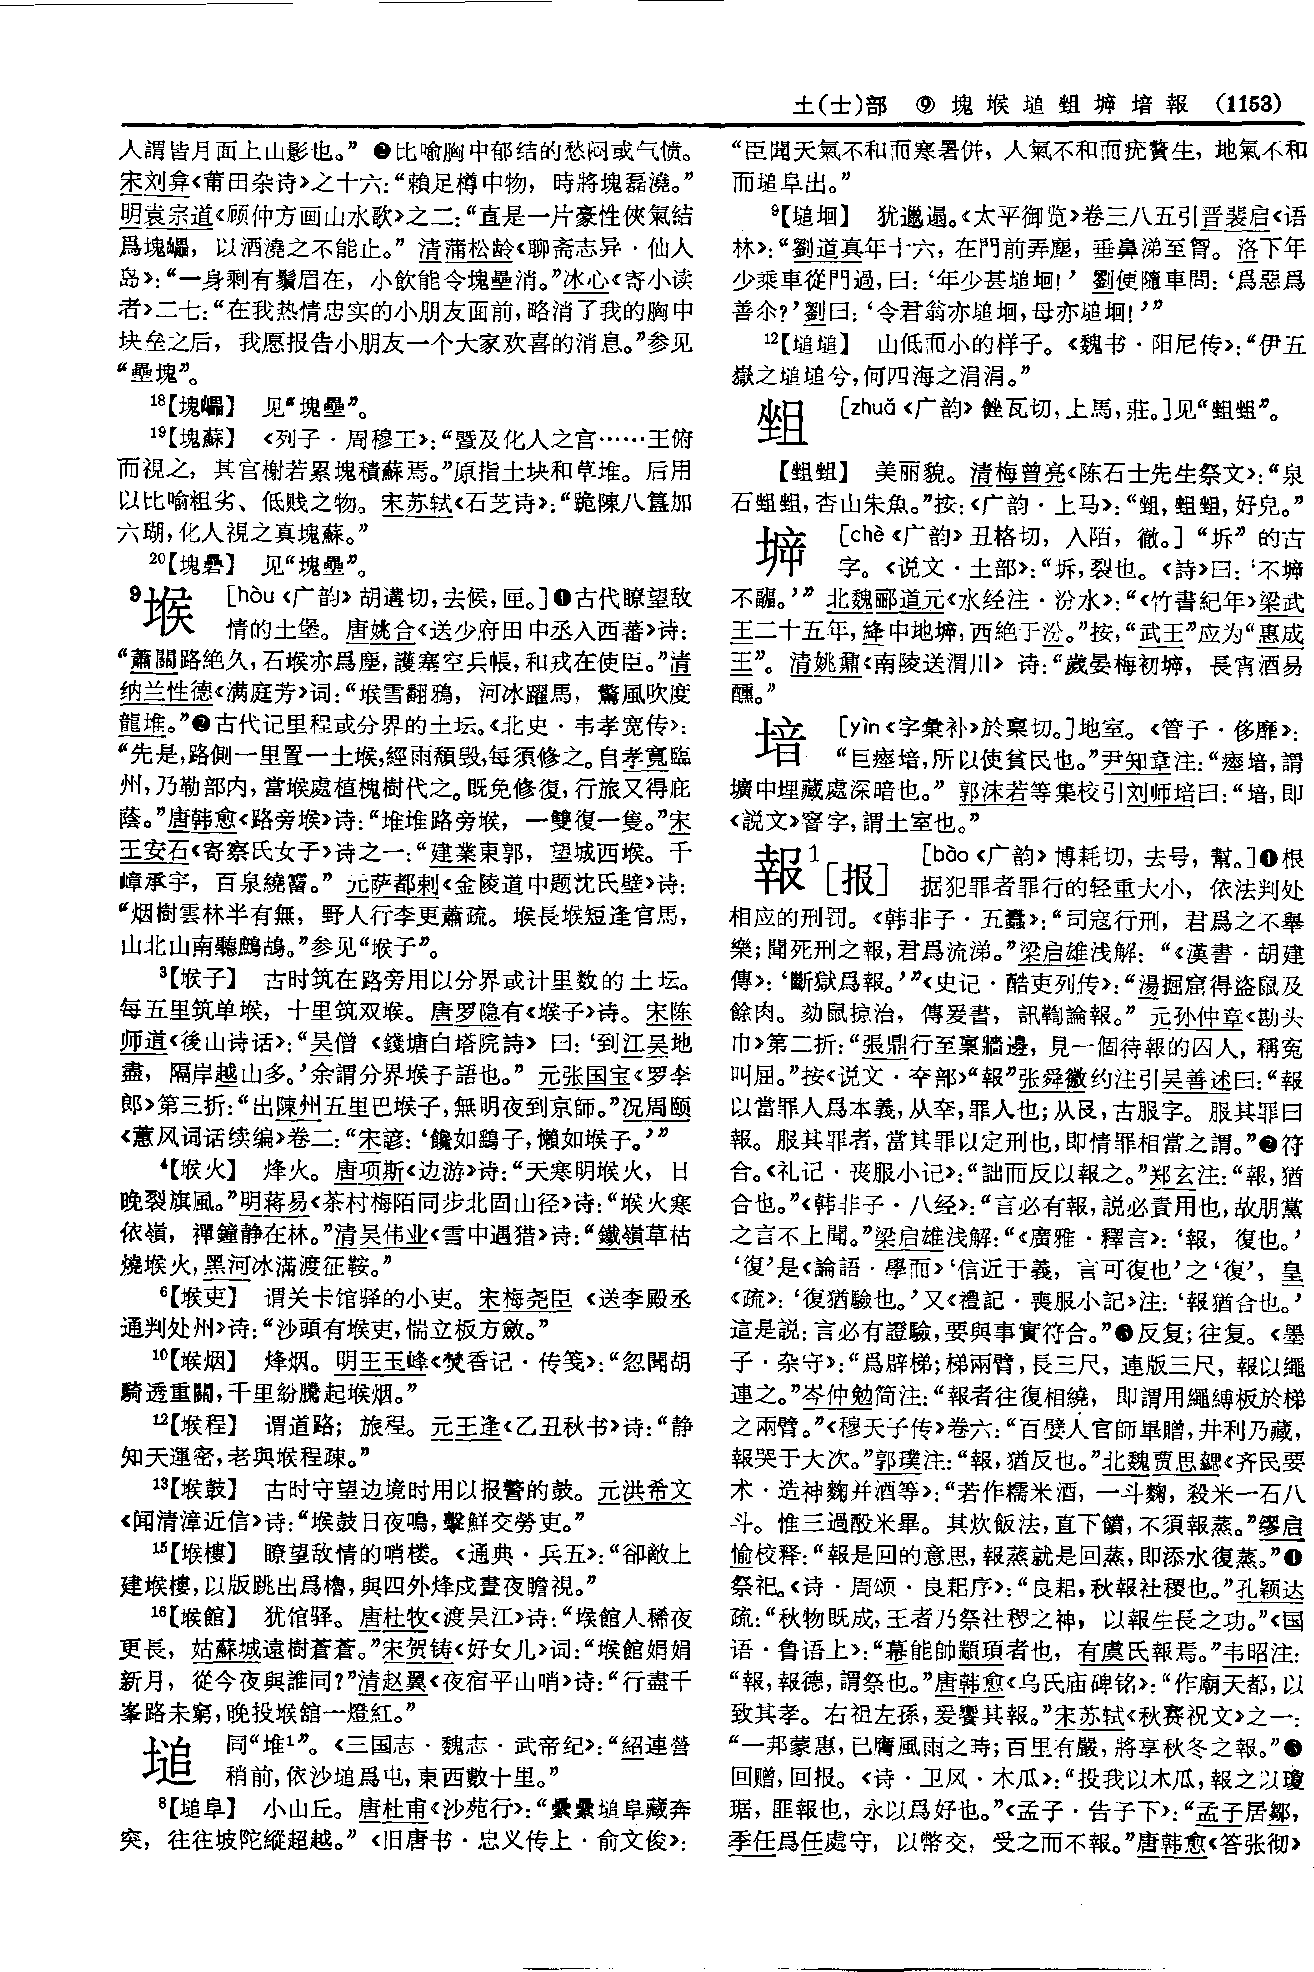 土(士)部 ⑨ 塊堠塠𡎺𡍩堷報 (1153)
人謂皆月面上山影也。”❷比喻胸中郁结的愁闷或气愤。
宋刘弇《莆田杂诗》之十六：“賴足樽中物，時將塊磊澆。”
明袁宗道《顾仲方画山水歌》之二：“直是一片豪性俠氣結
爲塊𡾋，以酒澆之不能止。”清蒲松龄《聊斋志异·仙人
岛》：“一身剩有鬚眉在，小飲能令塊壘消。”冰心《寄小读
者》二七：“在我热情忠实的小朋友面前，略消了我的胸中
块垒之后，我愿报告小朋友一个大家欢喜的消息。”参见
“壘塊”。
18【塊𡾋】 见“塊壘”。
19【塊蘇】 《列子·周穆王》：“暨及化人之宫……王俯
而視之，其宫榭若累塊積蘇焉。”原指土块和草堆。后用
以比喻粗劣、低贱之物。宋苏轼《石芝诗》：“跪陳八簋加
六瑚，化人視之真塊蘇。”
20【塊礨】 见“塊壘”。
9堠 [hòu《广韵》胡遘切，去候，匣。]❶古代瞭望敌
情的土堡。唐姚合《送少府田中丞入西蕃》诗：
“蕭關路絶久，石堠亦爲塵，護塞空兵帳，和戎在使臣。”清
纳兰性德《满庭芳》词：“堠雪翻鴉，河冰躍馬，驚風吹度
龍堆。”❷古代记里程或分界的土坛。《北史·韦孝宽传》：
“先是，路側一里置一土堠，經雨頽毁，每須修之。自孝寬臨
州，乃勒部内，當堠處植槐樹代之。既免修復，行旅又得庇
蔭。”唐韩愈《路旁堠》诗：“堆堆路旁堠，一雙復一隻。”宋
王安石《寄蔡氏女子》诗之一：“建業東郭，望城西堠。千
嶂承宇，百泉繞霤。”元萨都剌《金陵道中题沈氏壁》诗：
“烟樹雲林半有無，野人行李更蕭疏。堠長堠短逢官馬，
山北山南聽鷓鴣。”参见“堠子”。
3【堠子】 古时筑在路旁用以分界或计里数的土坛。
每五里筑单堠，十里筑双堠。唐罗隐有《堠子》诗。宋陈
师道《後山诗话》：“吴僧《錢塘白塔院詩》曰：‘到江吴地
盡，隔岸越山多。’余謂分界堠子語也。”元张国宝《罗李
郎》第三折：“出陳州五里巴堠子，無明夜到京師。”况周颐
《蕙风词话续编》卷二：“宋諺：‘饞如鷂子，懶如堠子。’”
4【堠火】 烽火。唐项斯《边游》诗：“天寒明堠火，日
晚裂旗風。”明蒋易《茶村梅陌同步北固山径》诗：“堠火寒
依嶺，禪鐘静在林。”清吴伟业《雪中遇猎》诗：“鐵嶺草枯
燒堠火，黑河冰滿渡征鞍。”
6【堠吏】 谓关卡馆驿的小吏。宋梅尧臣《送李殿丞
通判处州》诗：“沙頭有堠吏，惴立板方斂。”
10【堠烟】 烽烟。明王玉峰《焚香记·传笺》：“忽聞胡
騎透重關，千里紛騰起堠烟。”
12【堠程】 谓道路；旅程。元王逢《乙丑秋书》诗：“静
知天運密，老與堠程疎。”
13【堠鼓】 古时守望边境时用以报警的鼓。元洪希文
《闻清漳近信》诗：“堠鼓日夜鳴，擊鮮交勞吏。”
15【堠樓】 瞭望敌情的哨楼。《通典·兵五》：“卻敵上
建堠樓，以版跳出爲櫓，與四外烽戍晝夜瞻視。”
16【堠館】 犹馆驿。唐杜牧《渡吴江》诗：“堠館人稀夜
更長，姑蘇城遠樹蒼蒼。”宋贺铸《好女儿》词：“堠館娟娟
新月，從今夜與誰同？”清赵翼《夜宿平山哨》诗：“行盡千
峯路未窮，晚投堠舘一燈紅。”
塠 同“堆1”。《三国志·魏志·武帝纪》：“紹連營
稍前，依沙塠爲屯，東西數十里。”
8【塠阜】 小山丘。唐杜甫《沙苑行》：“纍纍塠阜藏奔
突，往往坡陀縱超越。”《旧唐书·忠义传上·俞文俊》：
“臣聞天氣不和而寒暑併，人氣不和而疣贅生，地氣不和
而塠阜出。”
9【塠垌】 犹邋遢。《太平御览》卷三八五引晋裴启《语
林》：“劉道真年十六，在門前弄塵，垂鼻涕至胷。洛下年
少乘車從門過，曰：‘年少甚塠垌！’劉便隨車問：‘爲惡爲
善尒？’劉曰：‘令君翁亦塠垌，母亦塠垌！’”
12【塠塠】 山低而小的样子。《魏书·阳尼传》：“伊五
嶽之塠塠兮，何四海之涓涓。”
[zhuǎ《广韵》銼瓦切，上馬，莊。]见“𡎺𡎺”。
【𡎺𡎺】 美丽貌。清梅曾亮《陈石士先生祭文》：“泉
石𡎺𡎺，杏山朱魚。”按：《广韵·上马》：“𡎺，𡎺𡎺，好皃。”
[chè《广韵》丑格切，入陌，徹。]“坼”的古
字。《说文·土部》：“坼，裂也。《詩》曰：‘不𡍩
不疈。’”北魏郦道元《水经注·汾水》：“《竹書紀年》梁武
王二十五年，絳中地𡍩，西絶于汾。”按，“武王”应为“惠成
王”。清姚鼐《南陵送渭川》诗：“歲晏梅初𡍩，長宵酒易
醺。”
堷 [yìn《字彙补》於禀切。]地室。《管子·侈靡》：
“巨瘞堷，所以使貧民也。”尹知章注：“瘞堷，謂
壙中埋藏處深暗也。”郭沫若等集校引刘师培曰：“堷，即
《説文》窨字，謂土室也。”
報1[报] [bào《广韵》博耗切，去号，幫。]❶根
据犯罪者罪行的轻重大小，依法判处
相应的刑罚。《韩非子·五蠹》：“司寇行刑，君爲之不舉
樂；聞死刑之報，君爲流涕。”梁启雄浅解：“《漢書·胡建
傳》：‘斷獄爲報。’”《史记·酷吏列传》：“湯掘窟得盗鼠及
餘肉。劾鼠掠治，傳爰書，訊鞫論報。”元孙仲章《勘头
巾》第二折：“張鼎行至禀牆邊，見一個待報的囚人，稱冤
叫屈。”按《说文·㚔部》“報”张舜徽约注引吴善述曰：“報
以當罪人爲本義，从㚔，罪人也；从𠬝，古服字。服其罪曰
報。服其罪者，當其罪以定刑也，即情罪相當之謂。”❷符
合。《礼记·丧服小记》：“詘而反以報之。”郑玄注：“報，猶
合也。”《韩非子·八经》：“言必有報，説必責用也，故朋黨
之言不上聞。”梁启雄浅解：“《廣雅·釋言》：‘報，復也。’
‘復’是《論語·學而》‘信近于義，言可復也’之‘復’，皇
《疏》：‘復猶驗也。’又《禮記·喪服小記》注：‘報猶合也。’
這是説：言必有證驗，要與事實符合。”❸反复；往复。《墨
子·杂守》：“爲辟梯；梯兩臂，長三尺，連版三尺，報以繩
連之。”岑仲勉简注：“報者往復相繞，即謂用繩縛板於梯
之兩臂。”《穆天子传》卷六：“百嬖人官師畢贈，井利乃藏，
報哭于大次。”郭璞注：“報，猶反也。”北魏贾思勰《齐民要
术·造神麴并酒等》：“若作糯米酒，一斗麴，殺米一石八
斗。惟三過酘米畢。其炊飯法，直下饋，不須報蒸。”缪启
愉校释：“報是回的意思，報蒸就是回蒸，即添水復蒸。”❹
祭祀。《诗·周颂·良耜序》：“良耜，秋報社稷也。”孔颖达
疏：“秋物既成，王者乃祭社稷之神，以報生長之功。”《国
语·鲁语上》：“幕能帥顓頊者也，有虞氏報焉。”韦昭注：
“報，報德，謂祭也。”唐韩愈《乌氏庙碑铭》：“作廟天都，以
致其孝。右祖左孫，爰饗其報。”宋苏轼《秋赛祝文》之一：
“一邦蒙惠，已膺風雨之時；百里有嚴，將享秋冬之報。”❺
回赠，回报。《诗·卫风·木瓜》：“投我以木瓜，報之以瓊
琚，匪報也，永以爲好也。”《孟子·告子下》：“孟子居鄒，
季任爲任處守，以幣交，受之而不報。”唐韩愈《答张彻》